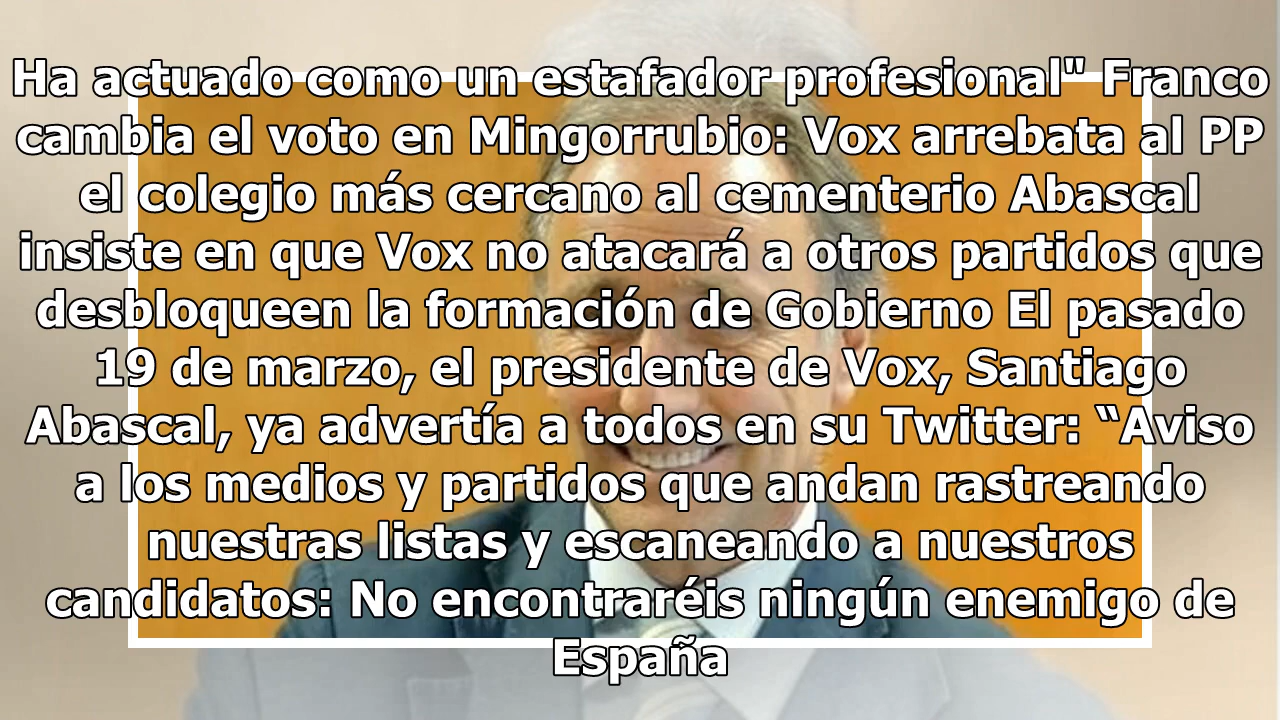 Ha actuado como un estafador profesional" Franco
cambia el voto en Mingorrubio: Vox arrebata al PP
el colegio más cercano al cementerio Abascal
insiste en que Vox no atacará a otros partidos que
desbloqueen la formación de Gobierno El pasado
19 de marzo, el presidente de Vox, Santiago
Abascal, ya advertía a todos en su Twitter: “Aviso
a los medios y partidos que andan rastreando
nuestras listas y escaneando a nuestros
candidatos: No encontraréis ningún enemigo de
España